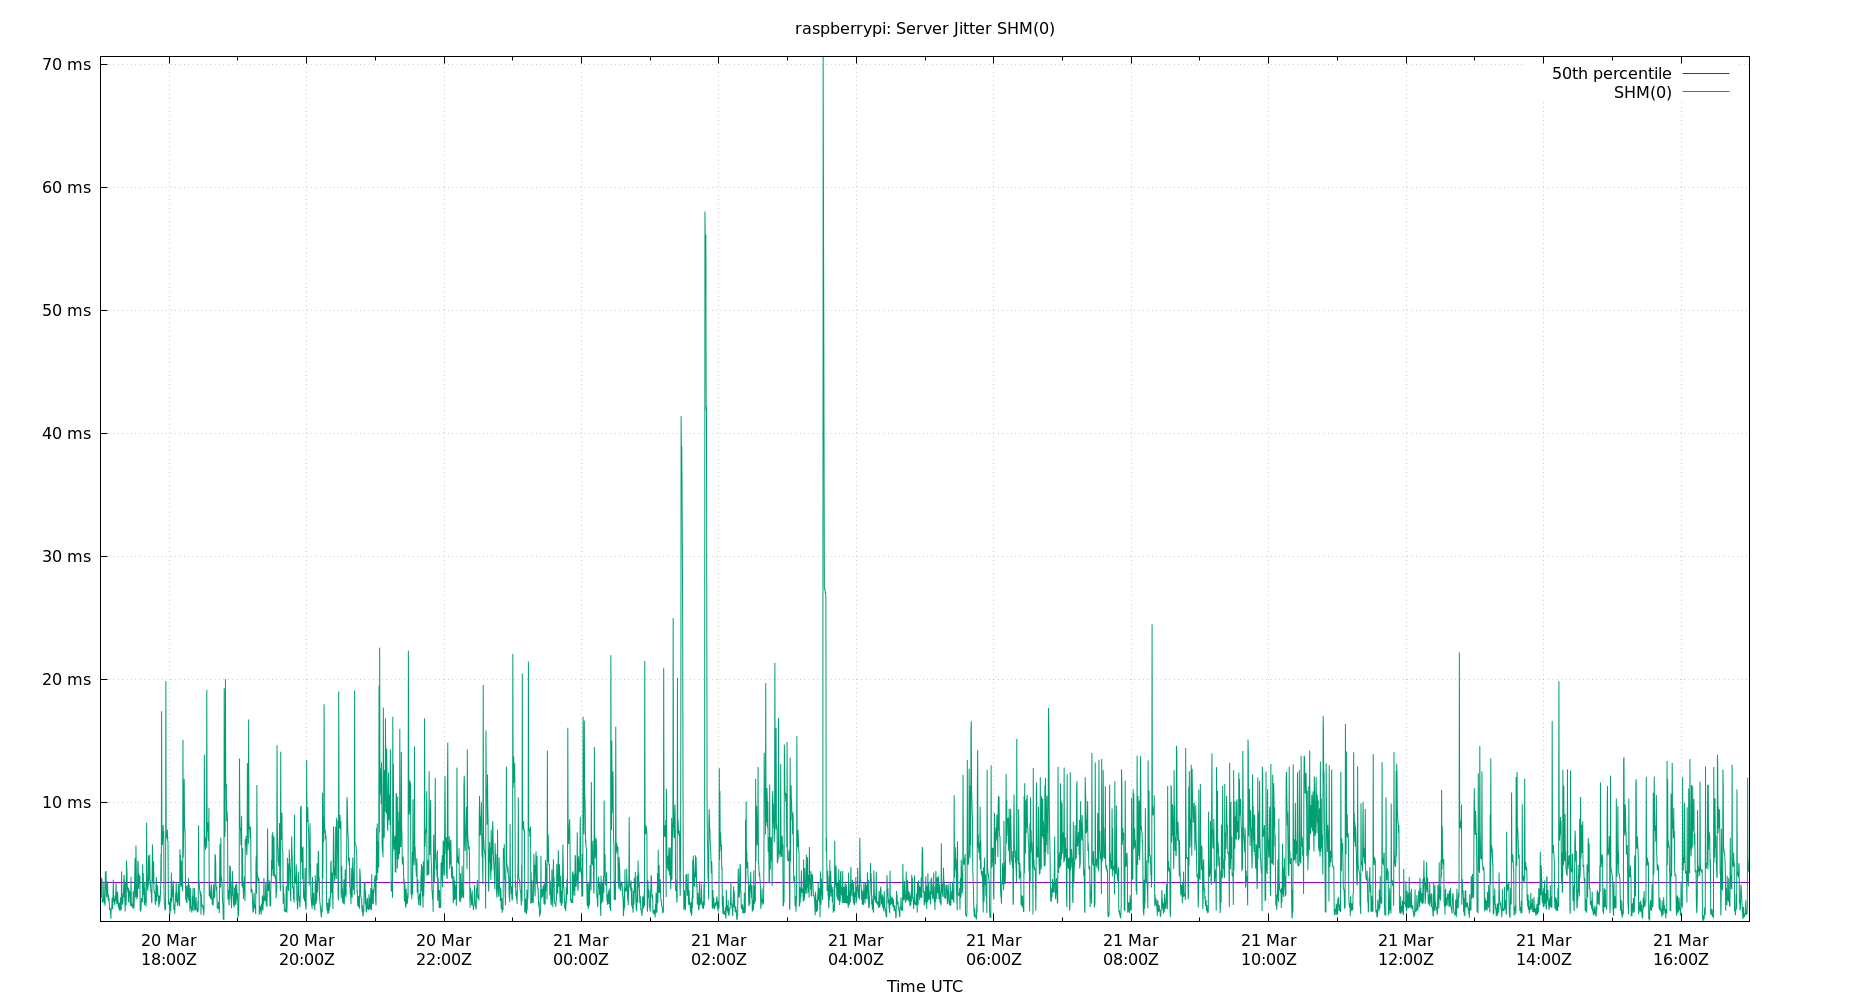 raspberrypi: Server Jitter SHM(0)
70 ms
60 ms
50 ms
40 ms
30 ms
20 ms
10 ms
50th percentile
SHM(0)
20 Mar 20 Mar 20 Mar 21 Mar 21 Mar 21 Mar 21 Mar 21 Mar 21 Mar 21 Mar 21 Mar 21 Mar
18:00Z 20:00Z 22:00Z 00:00Z 02:00Z 04:00Z 06:00Z 08:00Z 10:00Z 12:00Z 14:00Z 16:00Z
Time UTC